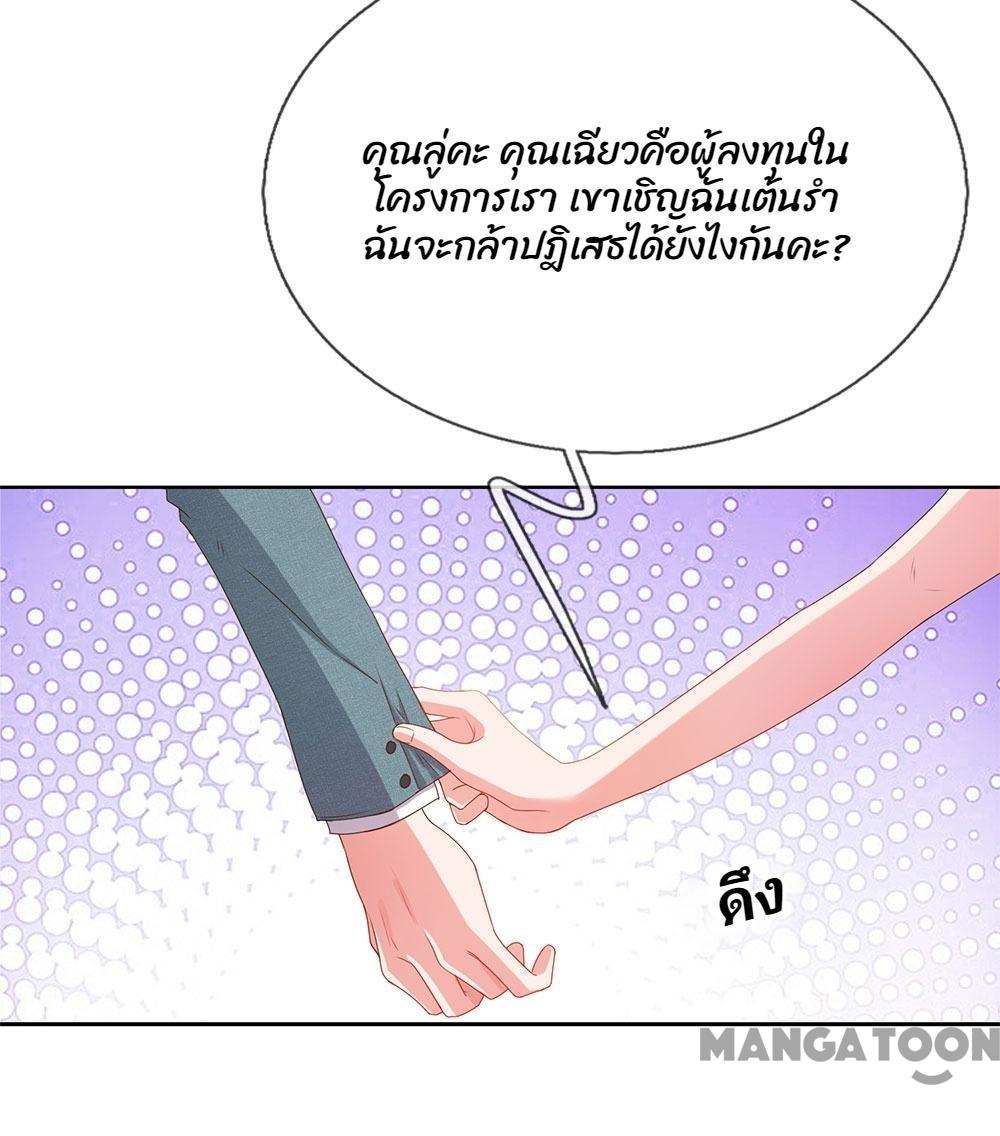 คุณลู่คะ คุณเฉียวคือผู้ลงทุนใน
โครงการเรา เขาเชิญฉันเต้นรำ
ฉันจะกล้าปฎิเสธได้ยังไงกันคะ?
ดึง
MANGATOON